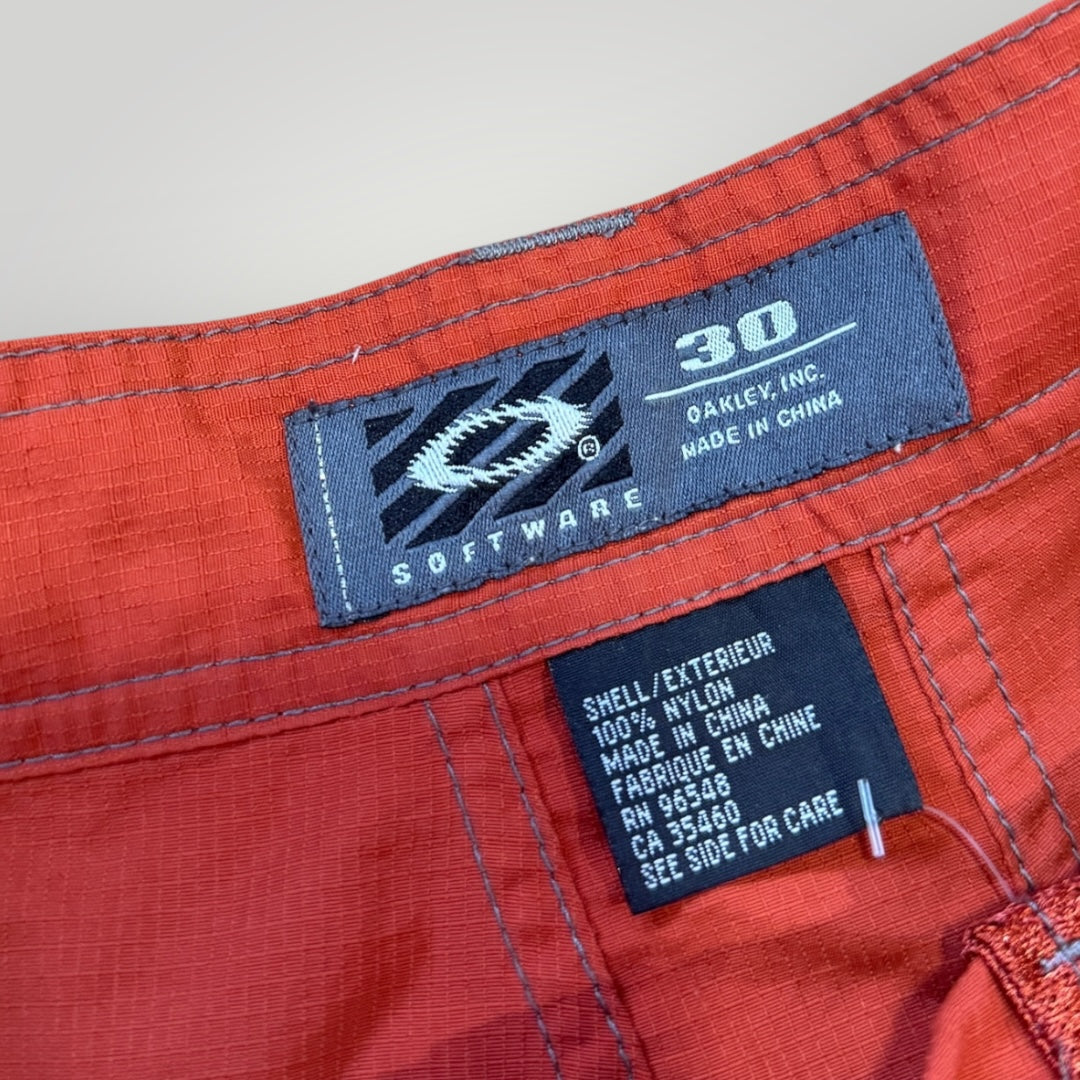 30
OAKLEY, INC.
MADE IN CHINA
®
SOFTWARE
SHELL/EXTERIEUR
100% NYLON
MADE IN CHINA
FABRIQUE EN CHINE
RN 96548
CA 35460
SEE SIDE FOR CARE